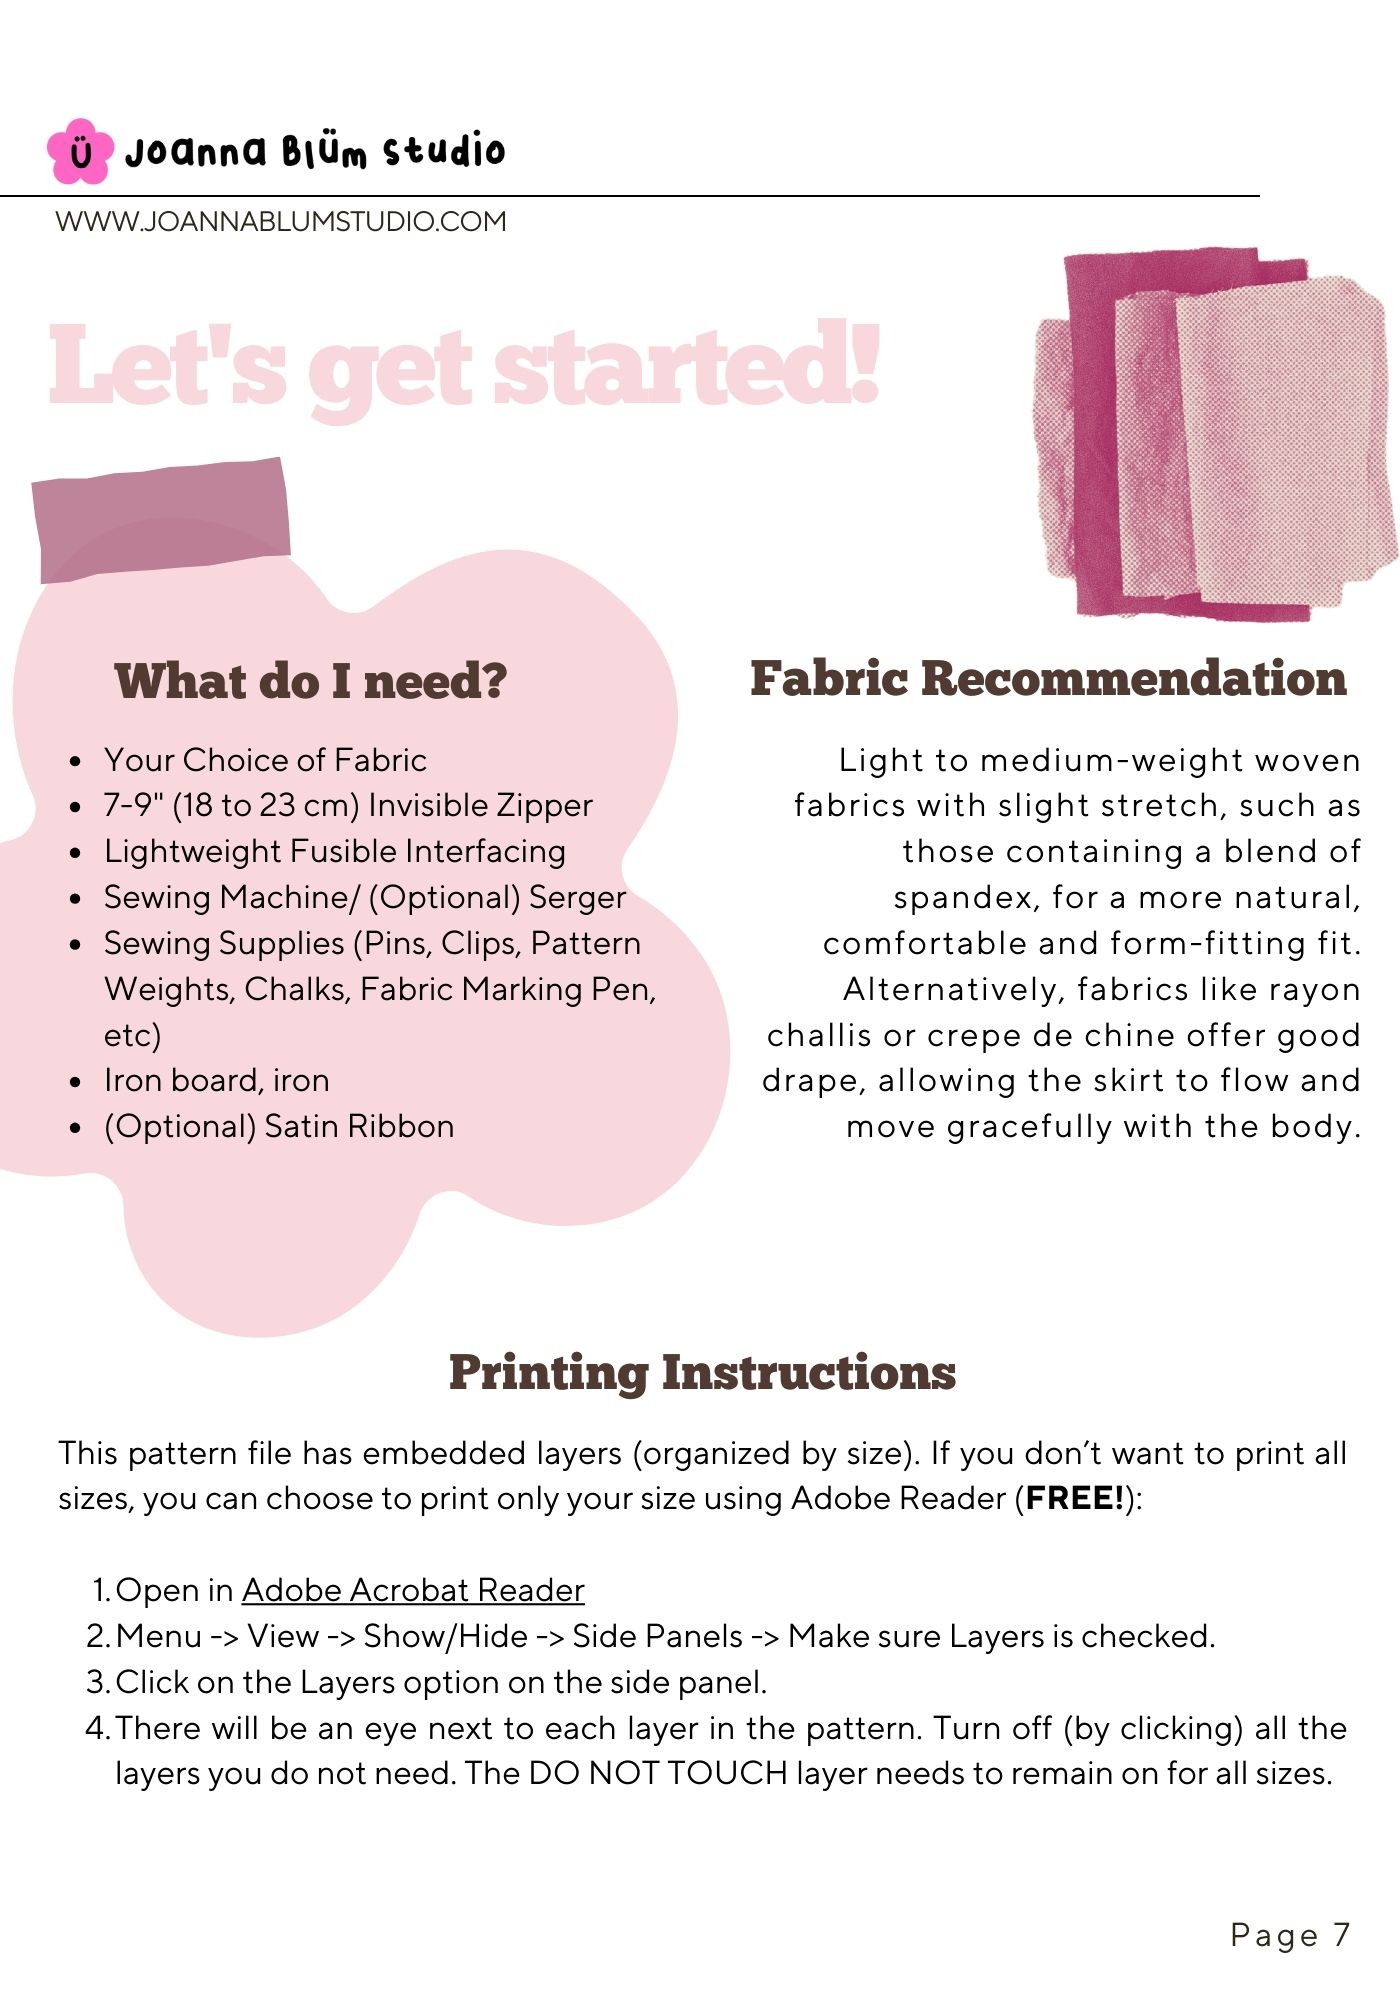 Ü Joanna Blüm Studio
WWW.JOANNABLUMSTUDIO.COM
Let's get started!
What do I need?
• Your Choice of Fabric
• 7-9" (18 to 23 cm) Invisible Zipper
• Lightweight Fusible Interfacing
• Sewing Machine/ (Optional) Serger
• Sewing Supplies (Pins, Clips, Pattern
Weights, Chalks, Fabric Marking Pen,
etc)
• Iron board, iron
• (Optional) Satin Ribbon
Fabric Recommendation
Light to medium-weight woven
fabrics with slight stretch, such as
those containing a blend of
spandex, for a more natural,
comfortable and form-fitting fit.
Alternatively, fabrics like rayon
challis or crepe de chine offer good
drape, allowing the skirt to flow and
move gracefully with the body.
Printing Instructions
This pattern file has embedded layers (organized by size). If you don’t want to print all
sizes, you can choose to print only your size using Adobe Reader (FREE!):
1. Open in Adobe Acrobat Reader
2. Menu -> View -> Show/Hide -> Side Panels -> Make sure Layers is checked.
3. Click on the Layers option on the side panel.
4. There will be an eye next to each layer in the pattern. Turn off (by clicking) all the
layers you do not need. The DO NOT TOUCH layer needs to remain on for all sizes.
Page 7